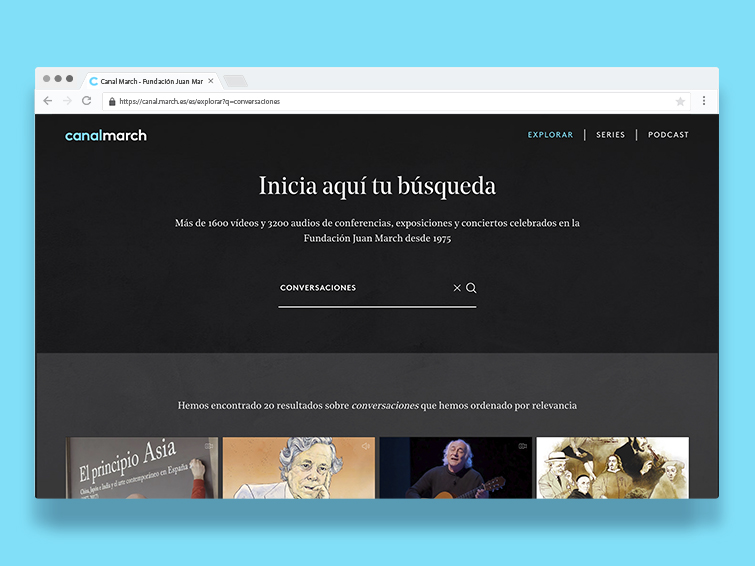 Canal March - Fundación Juan Mar
https://canal.march.es/es/explorar?q=conversaciones
canalmarch
EXPLORAR | SERIES | PODCAST
Inicia aquí tu búsqueda
Más de 1600 vídeos y 3200 audios de conferencias, exposiciones y conciertos celebrados en la
Fundación Juan March desde 1975
CONVERSACIONES
Hemos encontrado 20 resultados sobre conversaciones que hemos ordenado por relevancia
El principio Asia
China, Japón e India y el arte contemporáneo en España